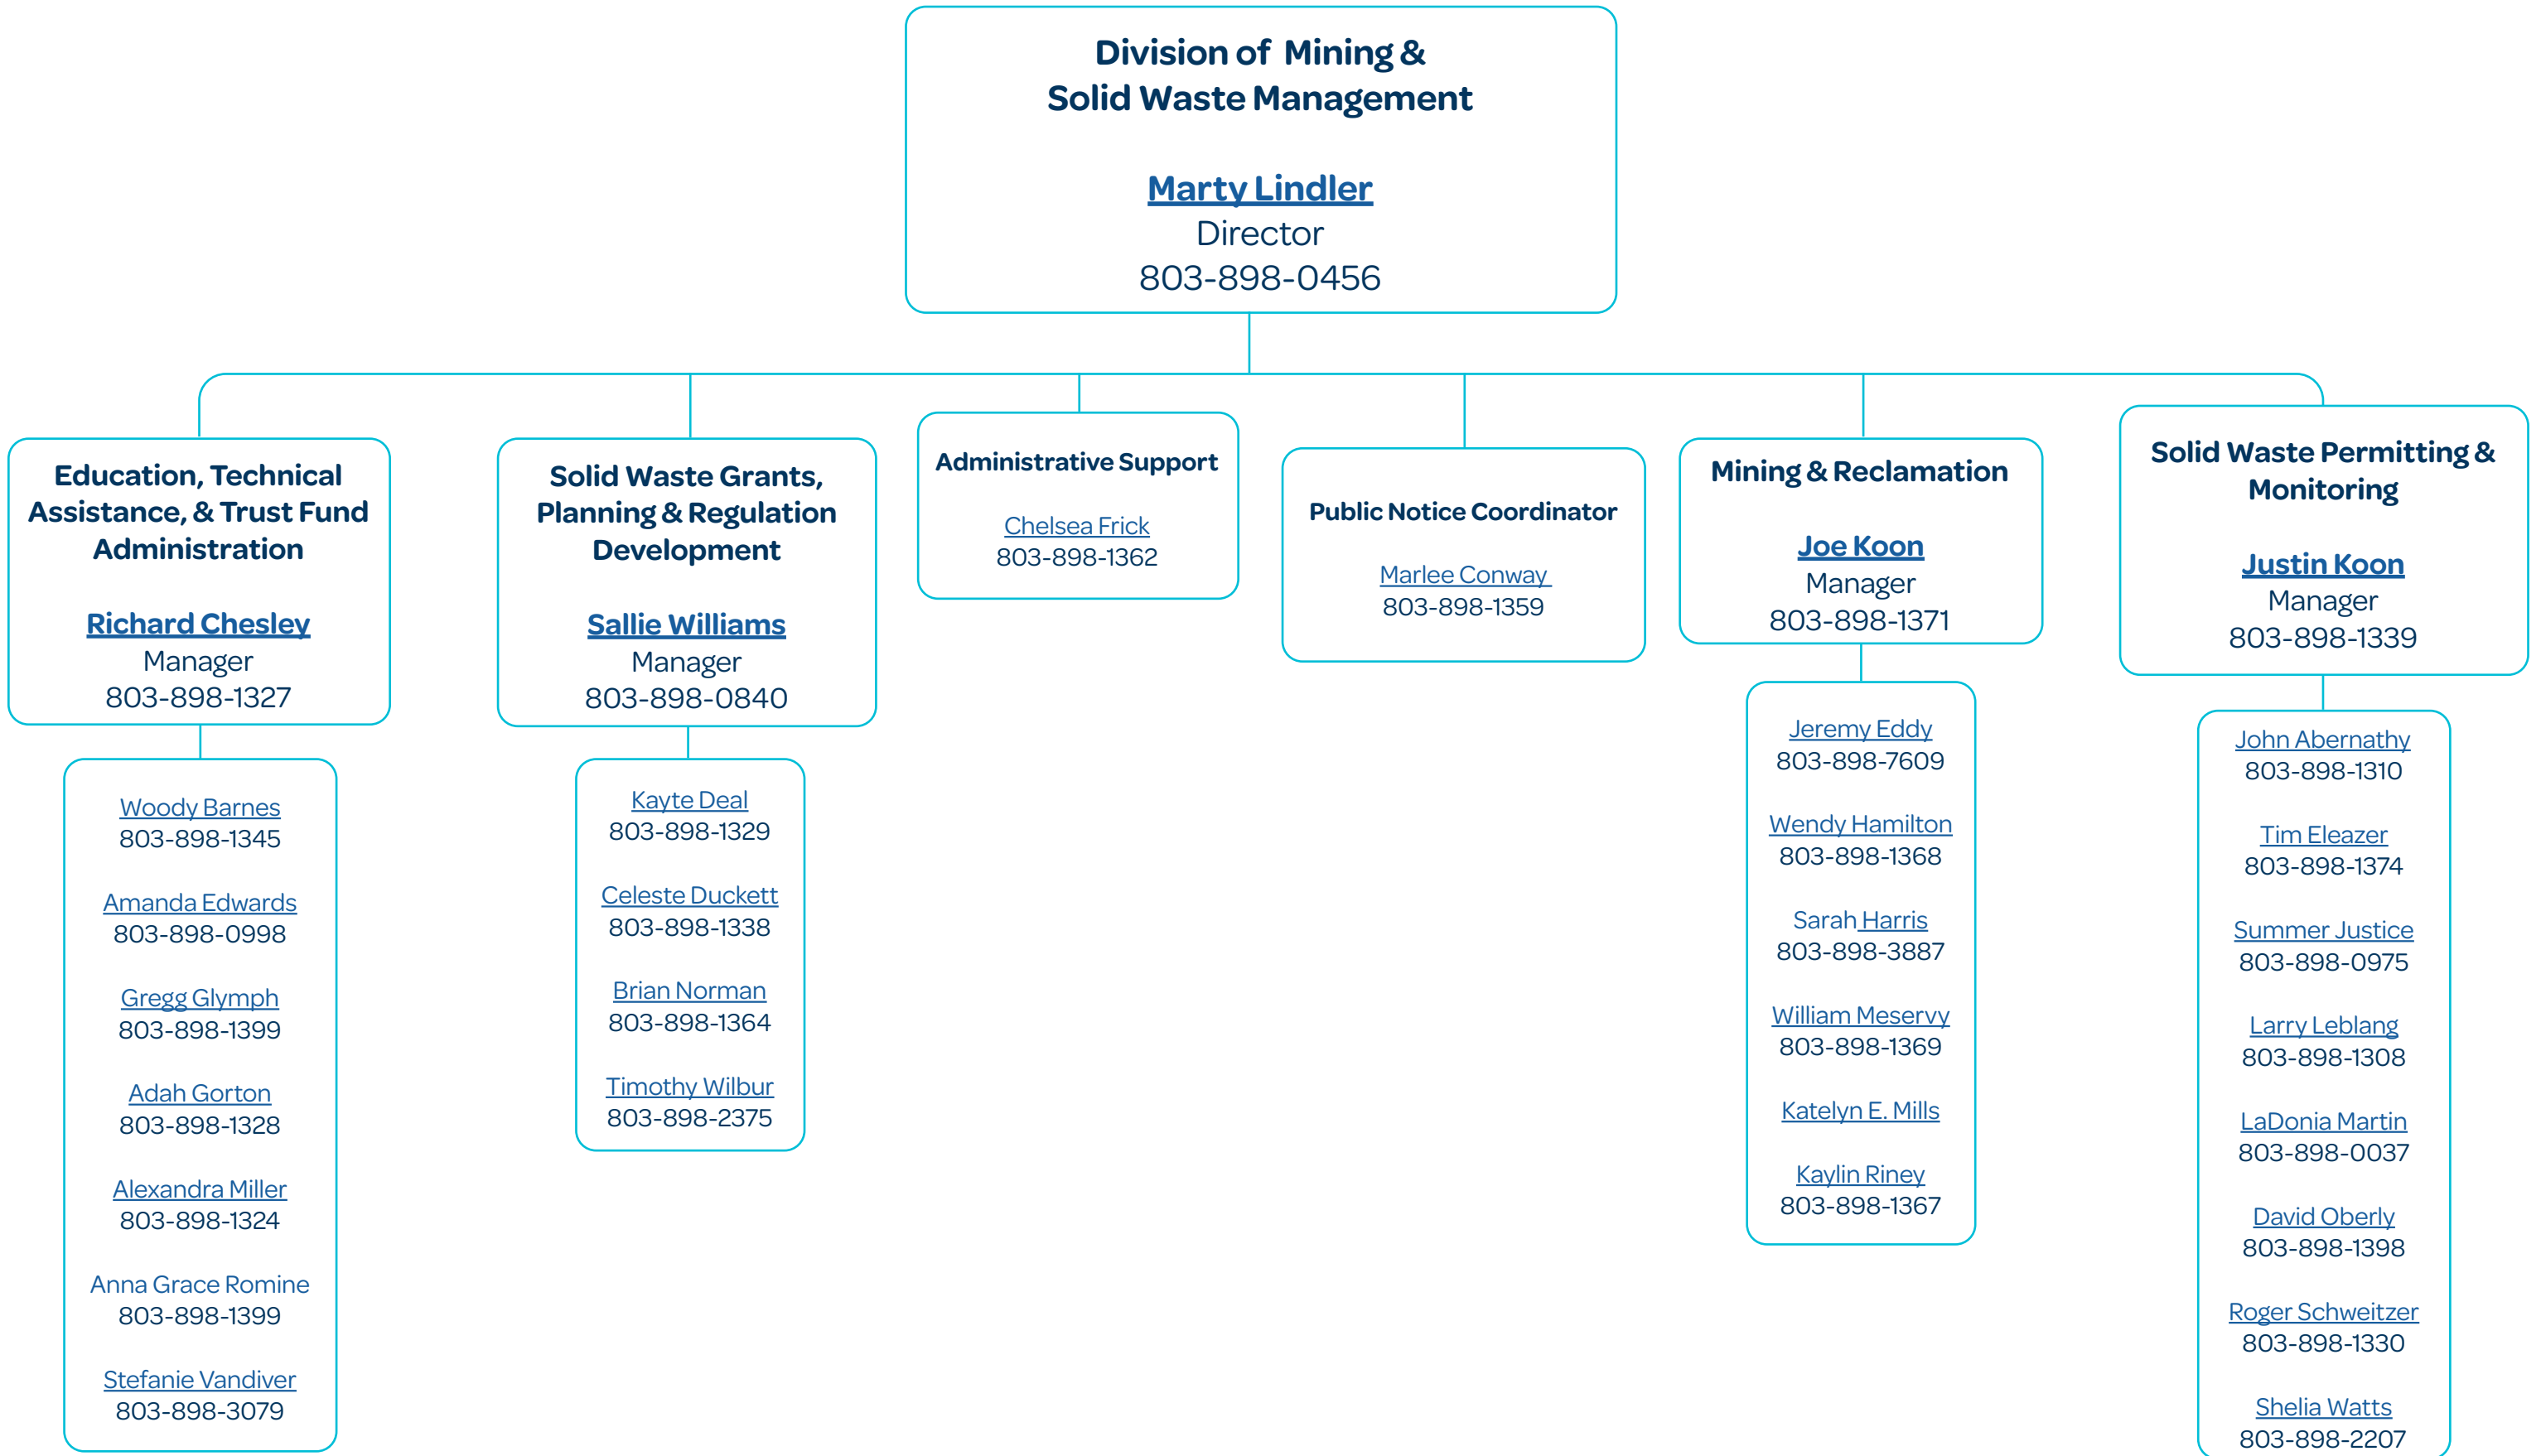 Division of Mining &
Solid Waste Management
Marty Lindler
Director
803-898-0456
Education, Technical
Assistance, & Trust Fund
Administration
Richard Chesley
Manager
803-898-1327
Woody Barnes
803-898-1345
Amanda Edwards
803-898-0998
Gregg Glymph
803-898-1399
Adah Gorton
803-898-1328
Alexandra Miller
803-898-1324
Anna Grace Romine
803-898-1399
Stefanie Vandiver
803-898-3079
Solid Waste Grants,
Planning & Regulation
Development
Sallie Williams
Manager
803-898-0840
Kayte Deal
803-898-1329
Celeste Duckett
803-898-1338
Brian Norman
803-898-1364
Timothy Wilbur
803-898-2375
Administrative Support
Chelsea Frick
803-898-1362
Public Notice Coordinator
Marlee Conway
803-898-1359
Mining & Reclamation
Joe Koon
Manager
803-898-1371
Jeremy Eddy
803-898-7609
Wendy Hamilton
803-898-1368
Sarah Harris
803-898-3887
William Meservy
803-898-1369
Katelyn E. Mills
Kaylin Riney
803-898-1367
Solid Waste Permitting &
Monitoring
Justin Koon
Manager
803-898-1339
John Abernathy
803-898-1310
Tim Eleazer
803-898-1374
Summer Justice
803-898-0975
Larry Leblang
803-898-1308
LaDonia Martin
803-898-0037
David Oberly
803-898-1398
Roger Schweitzer
803-898-1330
Shelia Watts
803-898-2207